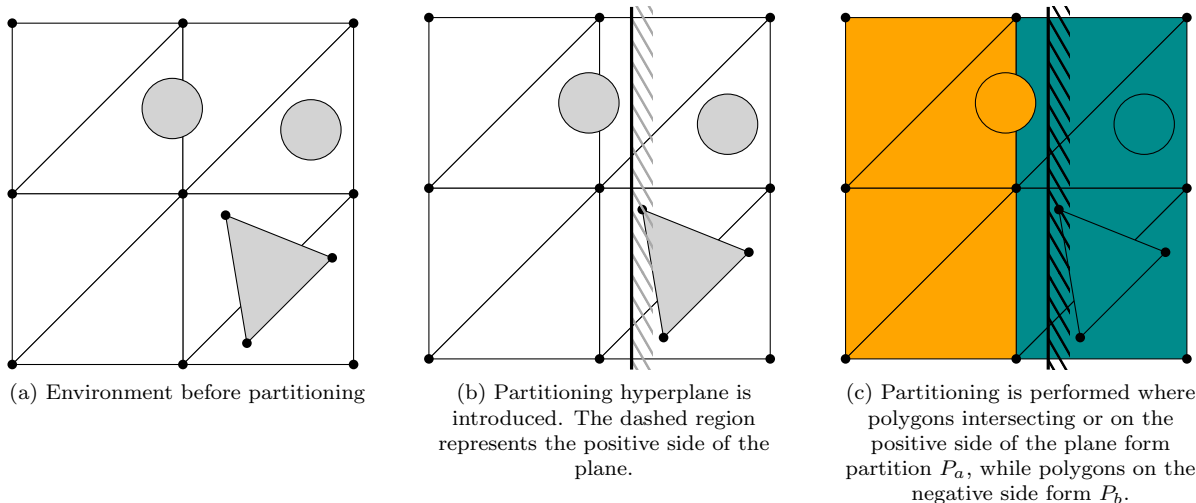 (a) Environment before partitioning
(b) Partitioning hyperplane is
introduced. The dashed region
represents the positive side of the
plane.
(c) Partitioning is performed where
polygons intersecting or on the
positive side of the plane form
partition P_a, while polygons on the
negative side form P_b.